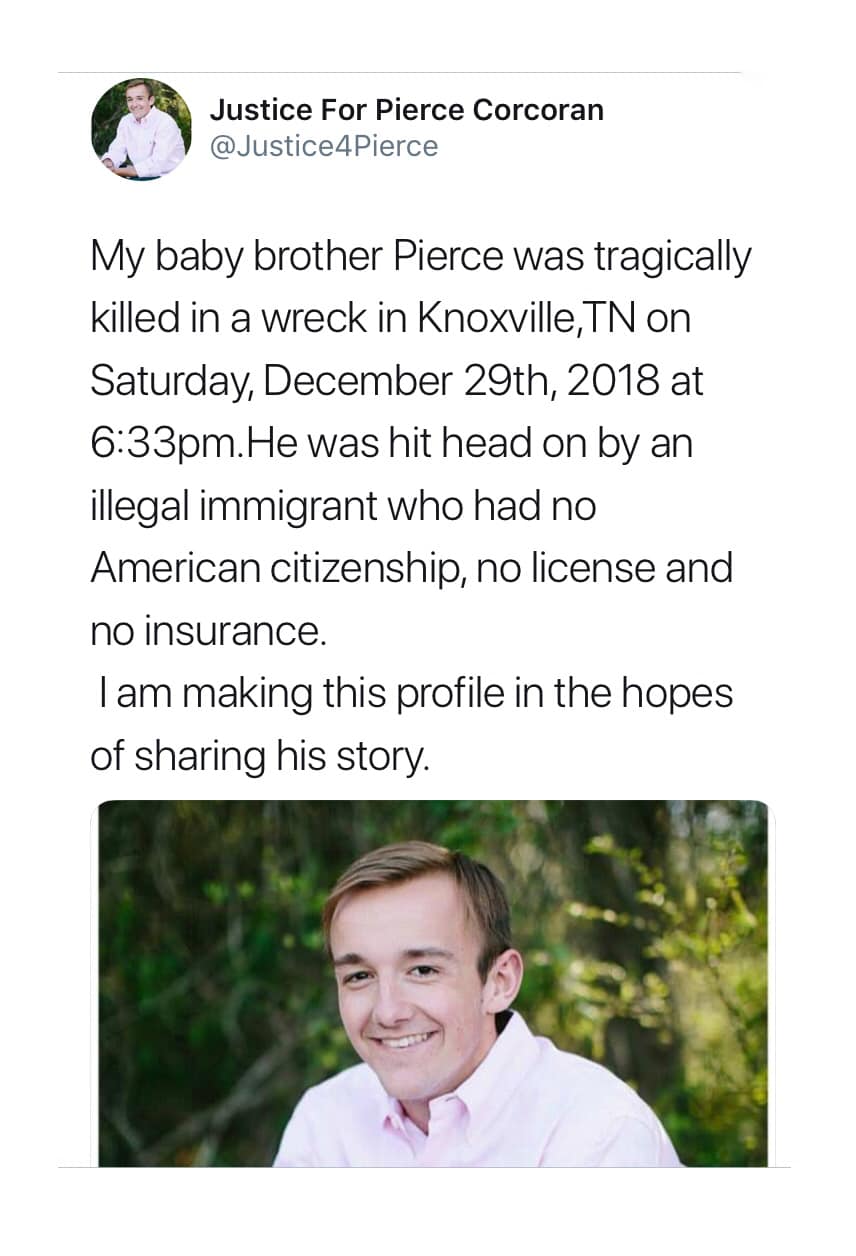 Justice For Pierce Corcoran
@Justice4Pierce
My baby brother Pierce was tragically
killed in a wreck in Knoxville,TN on
Saturday, December 29th, 2018 at
6:33pm.He was hit head on by an
illegal immigrant who had no
American citizenship, no license and
no insurance.
I am making this profile in the hopes
of sharing his story.